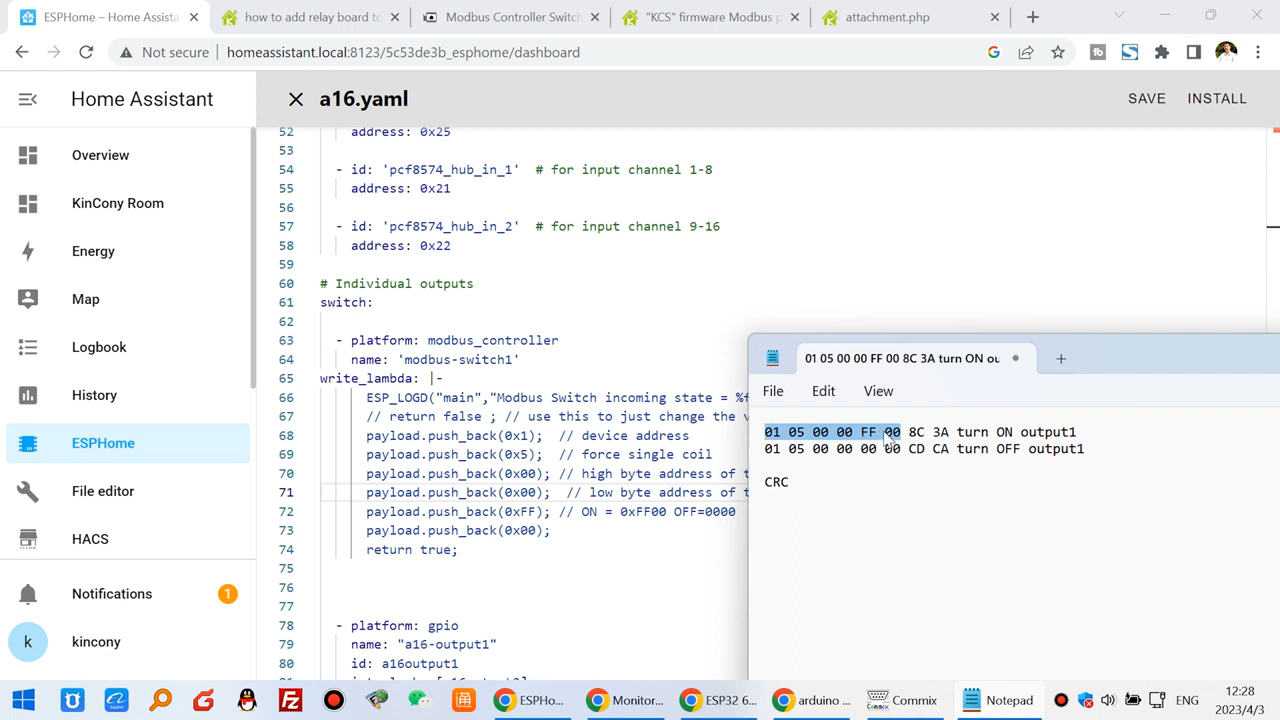 ESPHome – Home Assistant
how to add relay board to
Modbus Controller Switch
"KCS" firmware Modbus p
attachment.php
Not secure
homeassistant.local:8123/5c53de3b_esphome/dashboard
Home Assistant
a16.yaml
SAVE
INSTALL
Overview
KinCony Room
Energy
Map
Logbook
History
ESPHome
File editor
HACS
Notifications
1
k
kincony
52 address: 0x25
53
54 - id: 'pcf8574_hub_in_1' # for input channel 1-8
55 address: 0x21
56
57 - id: 'pcf8574_hub_in_2' # for input channel 9-16
58 address: 0x22
59
60 # Individual outputs
61 switch:
62
63 - platform: modbus_controller
64 name: 'modbus-switch1'
65 write_lambda: |-
66 ESP_LOGD("main","Modbus Switch incoming state = %f
67 // return false ; // use this to just change the v
68 payload.push_back(0x1); // device address
69 payload.push_back(0x5); // force single coil
70 payload.push_back(0x00); // high byte address of t
71 payload.push_back(0x00); // low byte address of t
72 payload.push_back(0xFF); // ON = 0xFF00 OFF=0000
73 payload.push_back(0x00);
74 return true;
75
76
77
78 - platform: gpio
79 name: "a16-output1"
80 id: a16output1
01 05 00 00 FF 00 8C 3A turn ON ou
File
Edit
View
01 05 00 00 FF 00 8C 3A turn ON output1
01 05 00 00 00 00 CD CA turn OFF output1
CRC
ESPHo...
Monitor...
ESP32 6...
arduino ...
Commix
Notepad
ENG
12:28
2023/4/3